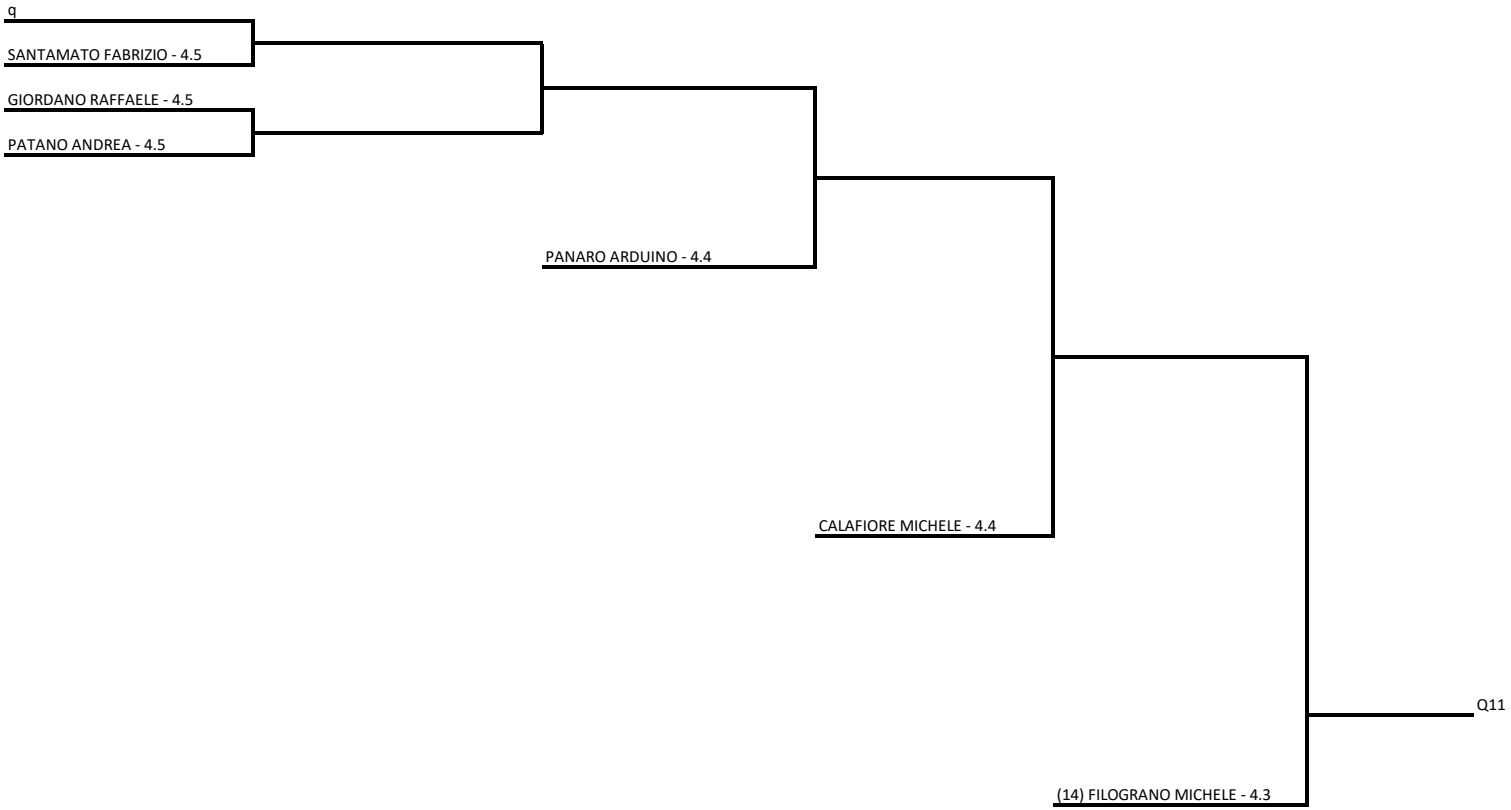 q
SANTAMATO FABRIZIO - 4.5
GIORDANO RAFFAELE - 4.5
PATANO ANDREA - 4.5
PANARO ARDUINO - 4.4
CALAFIORE MICHELE - 4.4
Q11
(14) FILOGRANO MICHELE - 4.3